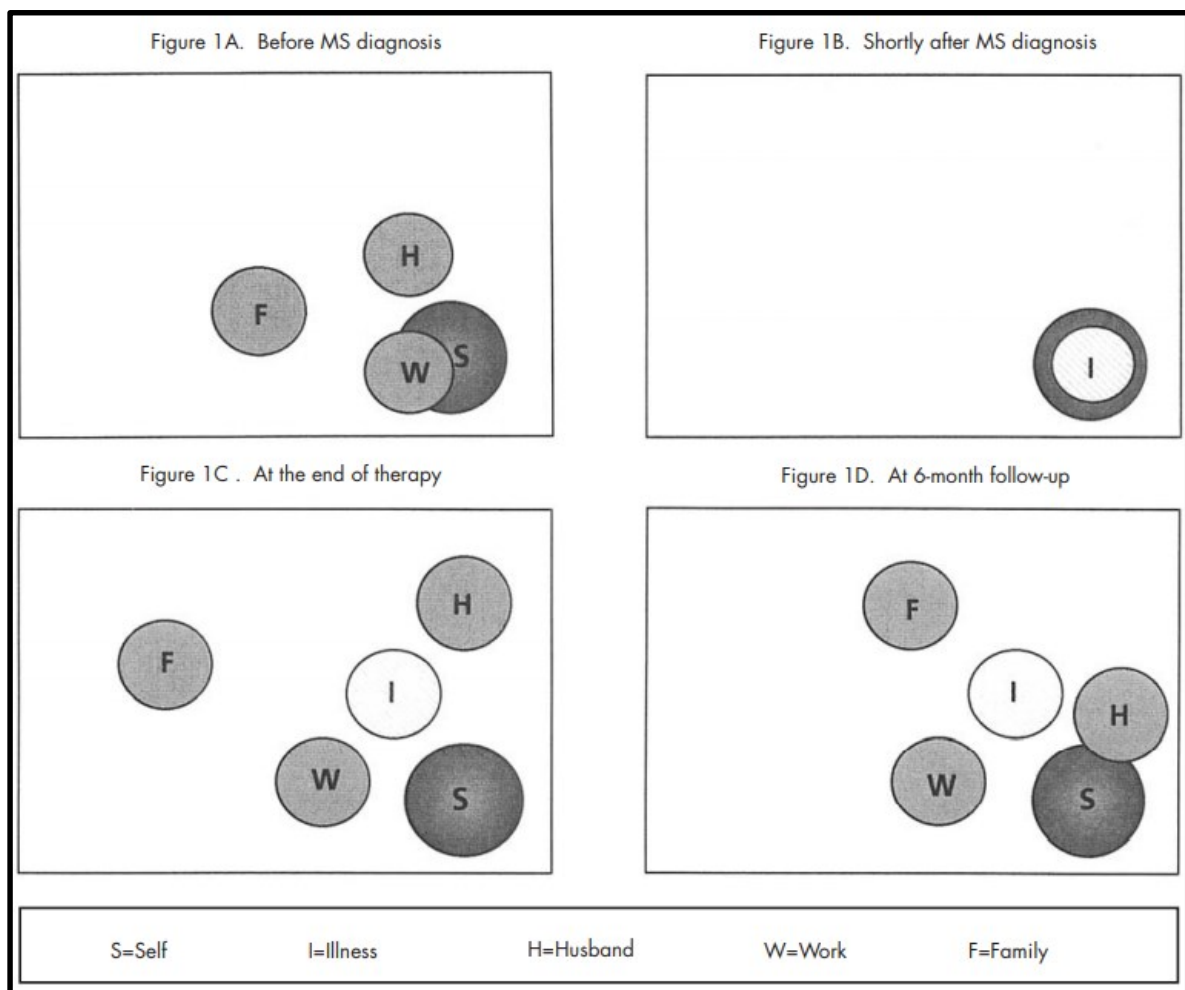 Figure 1A. Before MS diagnosis
Figure 1B. Shortly after MS diagnosis
H
F
W
S
I
Figure 1C . At the end of therapy
Figure 1D. At 6-month follow-up
H
F
I
W
S
F
I
H
W
S
S=Self I=Illness H=Husband W=Work F=Family